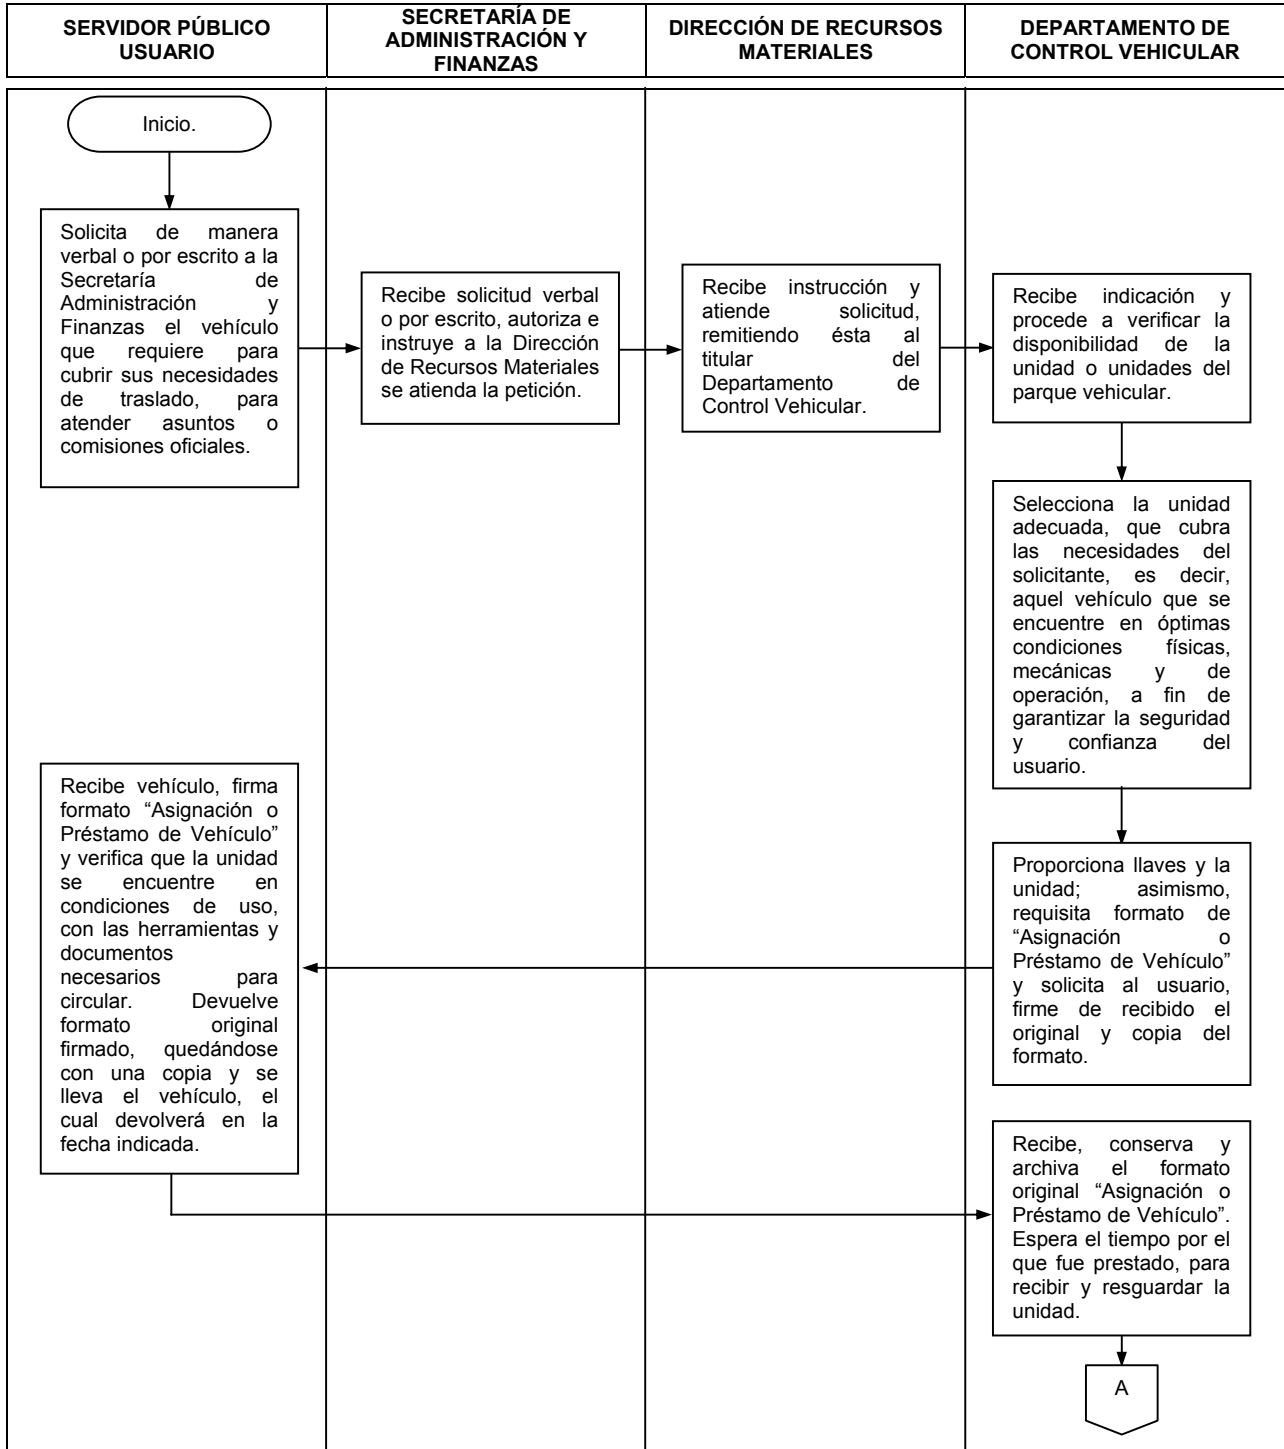 SERVIDOR PÚBLICO
USUARIO
SECRETARÍA DE
ADMINISTRACIÓN Y
FINANZAS
DIRECCIÓN DE RECURSOS
MATERIALES
DEPARTAMENTO DE
CONTROL VEHICULAR
Inicio.
Solicita de manera
verbal o por escrito a la
Secretaría de
Administración y
Finanzas el vehículo
que requiere para
cubrir sus necesidades
de traslado, para
atender asuntos o
comisiones oficiales.
Recibe solicitud verbal
o por escrito, autoriza e
instruye a la Dirección
de Recursos Materiales
se atienda la petición.
Recibe instrucción y
atiende solicitud,
remitiendo ésta al
titular del
Departamento de
Control Vehicular.
Recibe indicación y
procede a verificar la
disponibilidad de la
unidad o unidades del
parque vehicular.
Selecciona la unidad
adecuada, que cubra
las necesidades del
solicitante, es decir,
aquel vehículo que se
encuentre en óptimas
condiciones físicas,
mecánicas y de
operación, a fin de
garantizar la seguridad
y confianza del
usuario.
Proporciona llaves y la
unidad; asimismo,
requisita formato de
“Asignación o
Préstamo de Vehículo”
y solicita al usuario,
firme de recibido el
original y copia del
formato.
Recibe vehículo, firma
formato “Asignación o
Préstamo de Vehículo”
y verifica que la unidad
se encuentre en
condiciones de uso,
con las herramientas y
documentos
necesarios para
circular. Devuelve
formato original
firmado, quedándose
con una copia y se
lleva el vehículo, el
cual devolverá en la
fecha indicada.
Recibe, conserva y
archiva el formato
original “Asignación o
Préstamo de Vehículo”.
Espera el tiempo por el
que fue prestado, para
recibir y resguardar la
unidad.
A